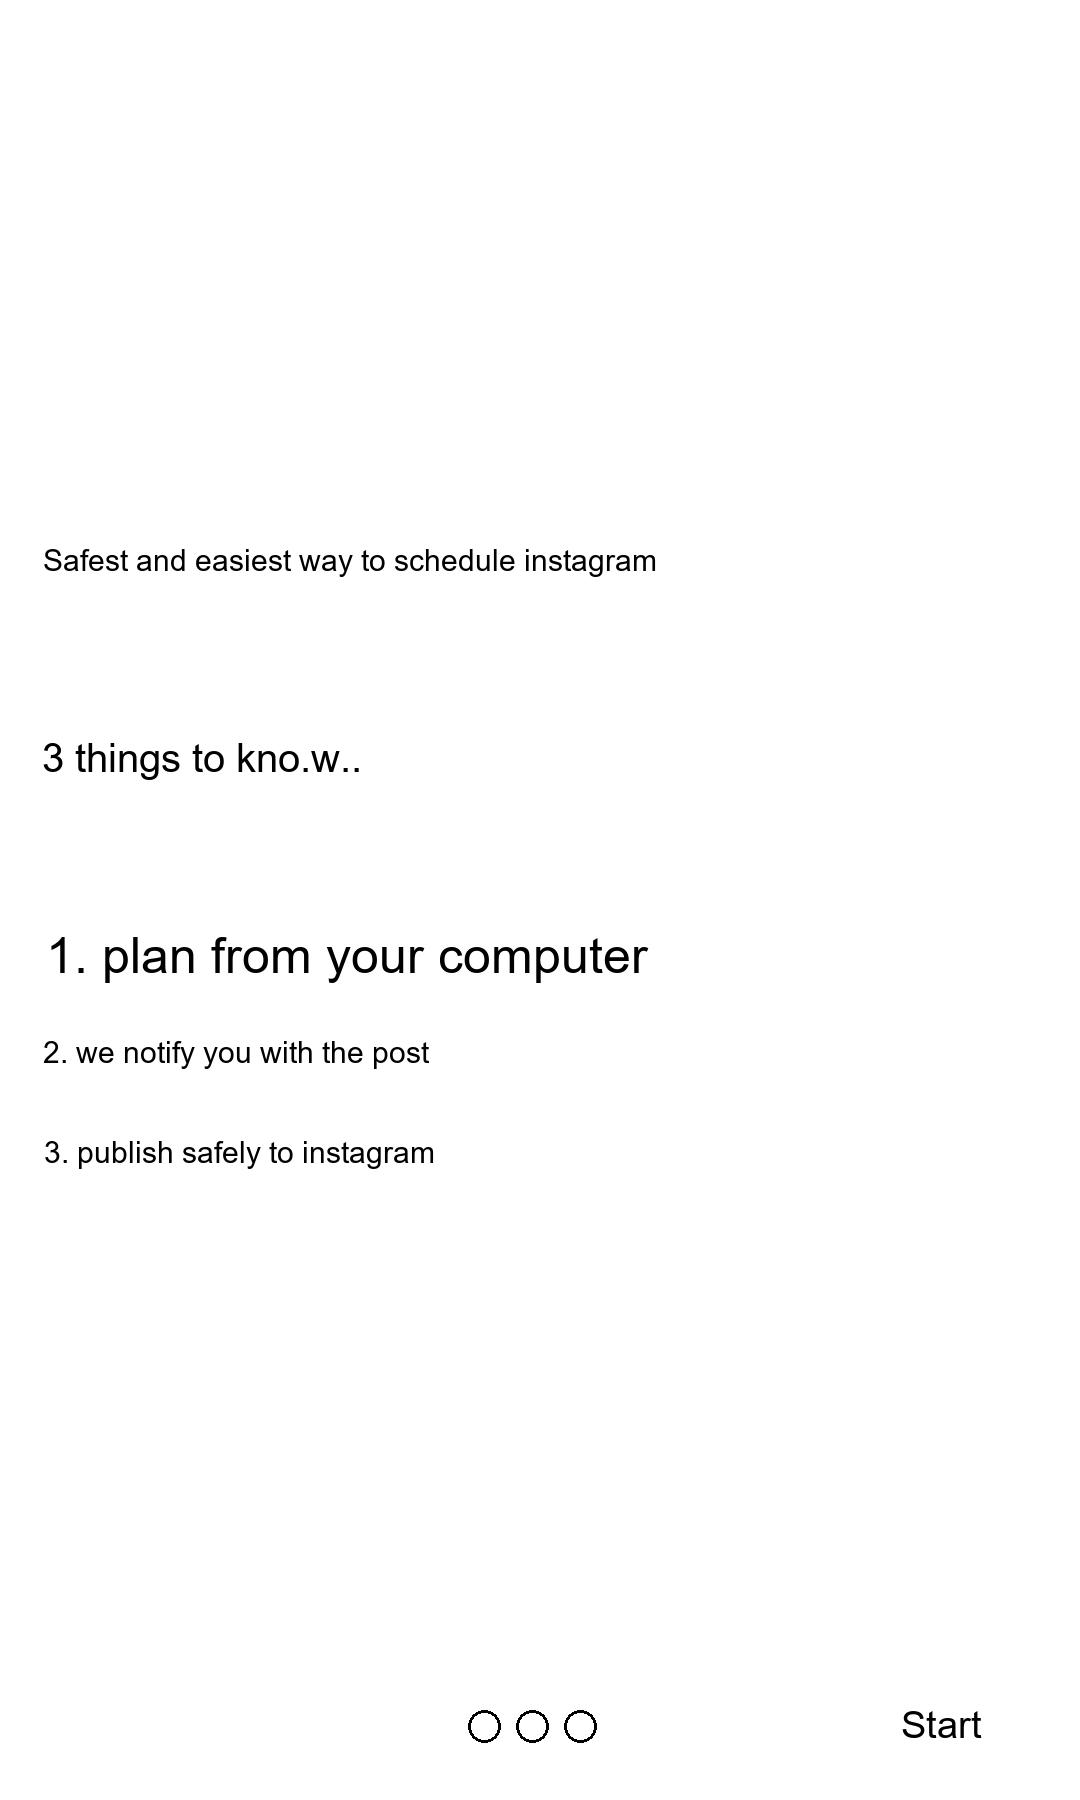 Safest and easiest way to schedule instagram
3 things to kno.w..
1. plan from your computer
2. we notify you with the post
3. publish safely to instagram
Start